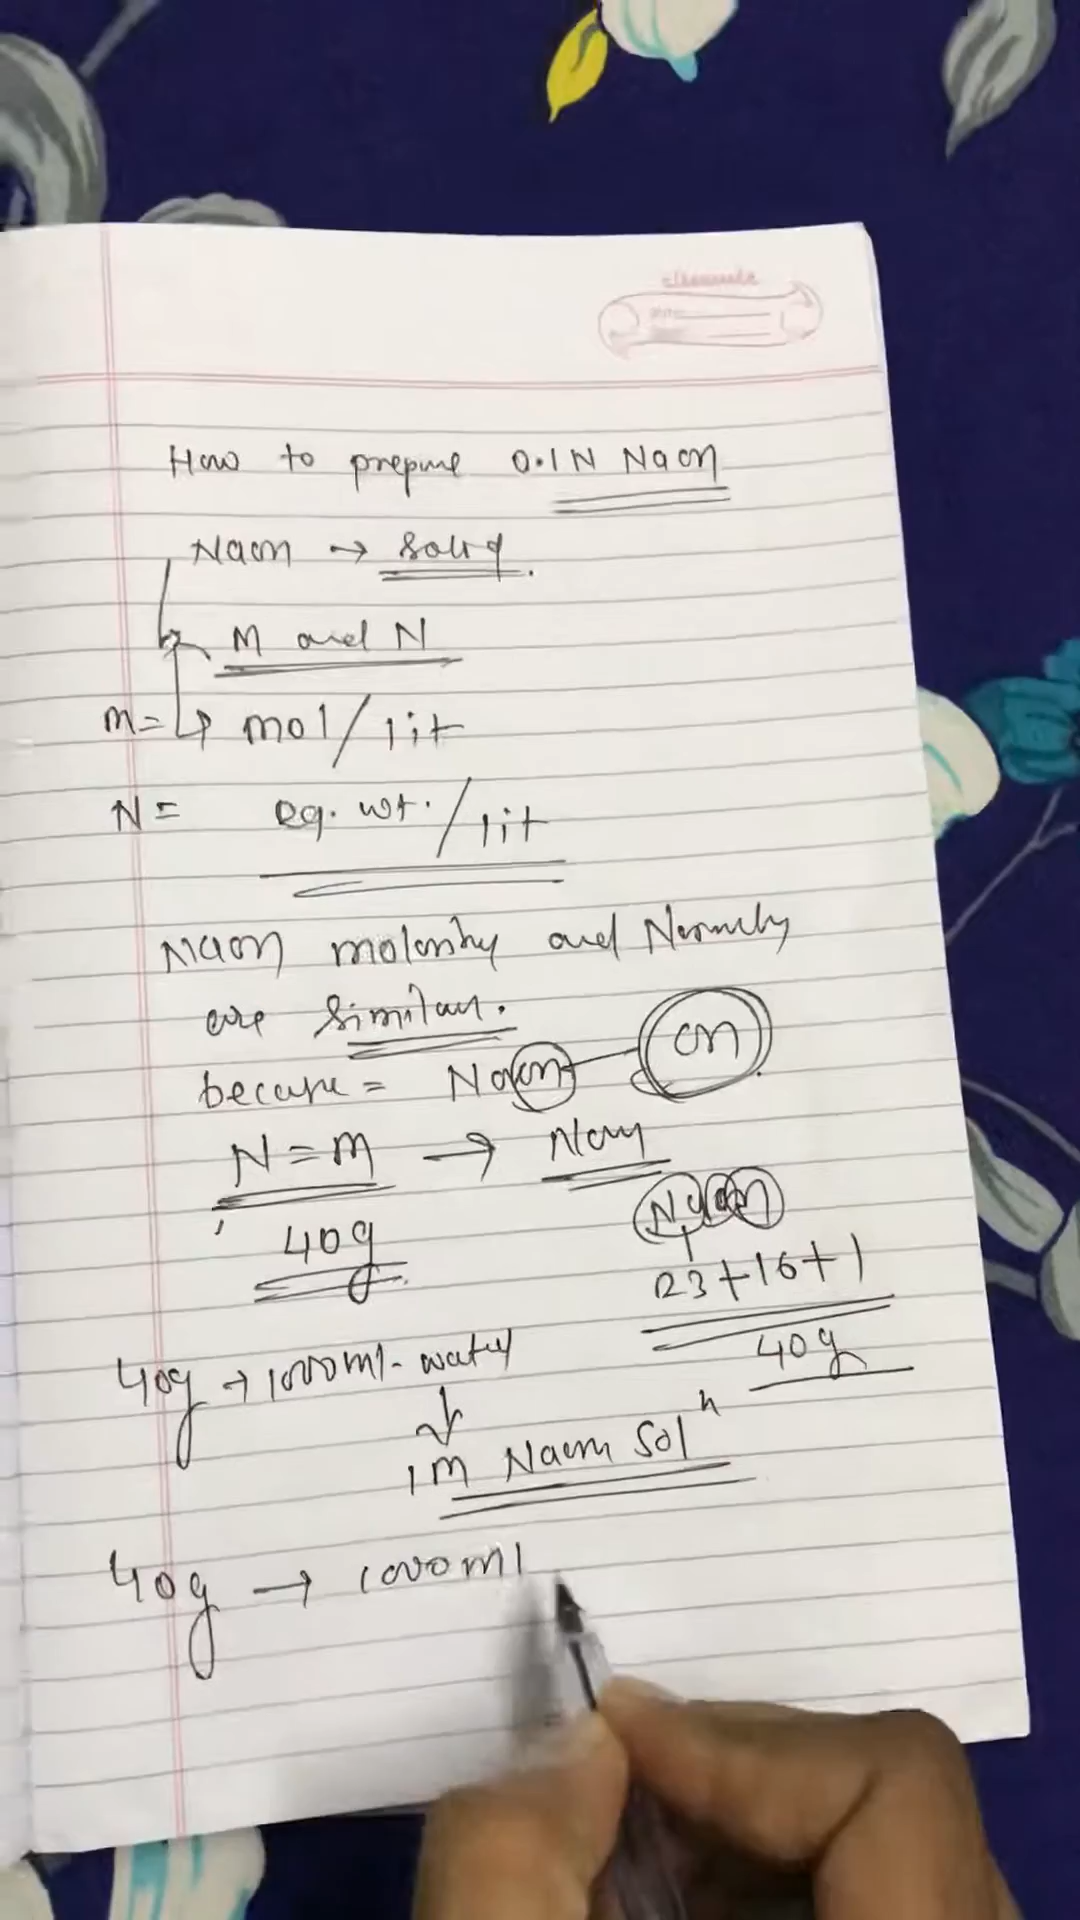 classmate
How to prepare 0.1N NaOH
NaOH → Solid.
M and N
M = → mol/lit
N = eq. wt./lit
NaOH molarity and Normality
are similar.
because = NaOH OH
N = M → NaOH
NaOH
40g
23+16+1
40g
40g → 1000ml- water
↓
1M NaOH Solⁿ
40g → 1000ml